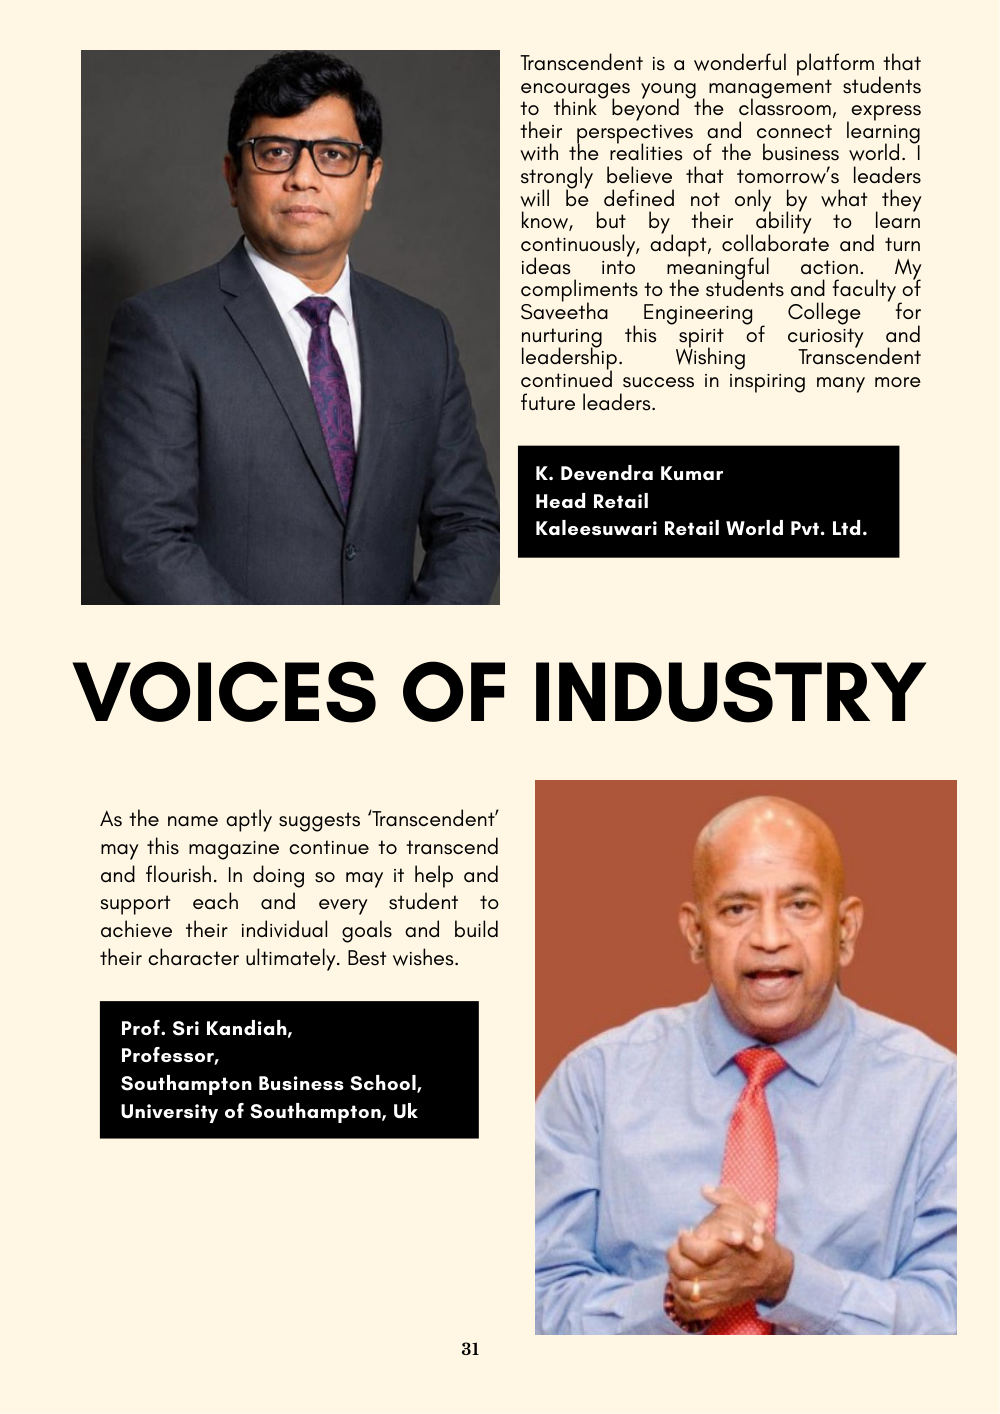 Transcendent is a wonderful platform that
encourages young management students
to think beyond the classroom, express
their perspectives and connect learning
with the realities of the business world. I
strongly believe that tomorrow’s leaders
will be defined not only by what they
know, but by their ability to learn
continuously, adapt, collaborate and turn
ideas into meaningful action. My
compliments to the students and faculty of
Saveetha Engineering College for
nurturing this spirit of curiosity and
leadership. Wishing Transcendent
continued success in inspiring many more
future leaders.
K. Devendra Kumar
Head Retail
Kaleesuwari Retail World Pvt. Ltd.
VOICES OF INDUSTRY
As the name aptly suggests ‘Transcendent’
may this magazine continue to transcend
and flourish. In doing so may it help and
support each and every student to
achieve their individual goals and build
their character ultimately. Best wishes.
Prof. Sri Kandiah,
Professor,
Southampton Business School,
University of Southampton, Uk
31